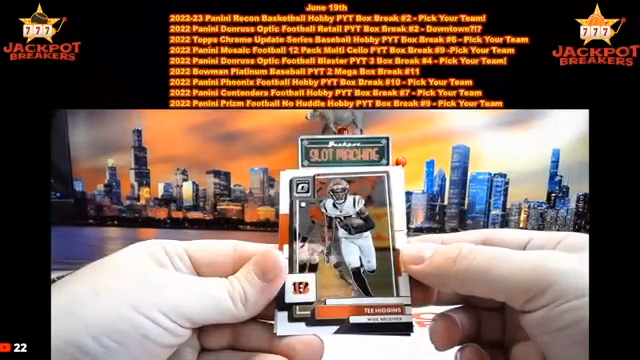 June 19th
2022-23 Panini Recon Basketball Hobby PYT Box Break #2 - Pick Your Team!
2022 Panini Donruss Optic Football Retail PYT Box Break #2 - Downtown?!?
2022 Topps Chrome Update Series Baseball Hobby PYT Box Break #6 - Pick Your Team
2022 Panini Mosaic Football 12 Pack Multi Cello PYT Box Break #9 -Pick Your Team
2022 Panini Donruss Optic Football Blaster PYT 3 Box Break #4 - Pick Your Team!
2022 Bowman Platinum Baseball PYT 2 Mega Box Break #11
2022 Panini Phoenix Football Hobby PYT Box Break #10 - Pick Your Team
2022 Panini Contenders Football Hobby PYT Box Break #7 - Pick Your Team
2022 Panini Prizm Football No Huddle Hobby PYT Box Break #9 - Pick Your Team
777
JACKPOT
BREAKERS
777
JACKPOT
BREAKERS
SLOT MACHINE
TEE HIGGINS
WIDE RECEIVER
22